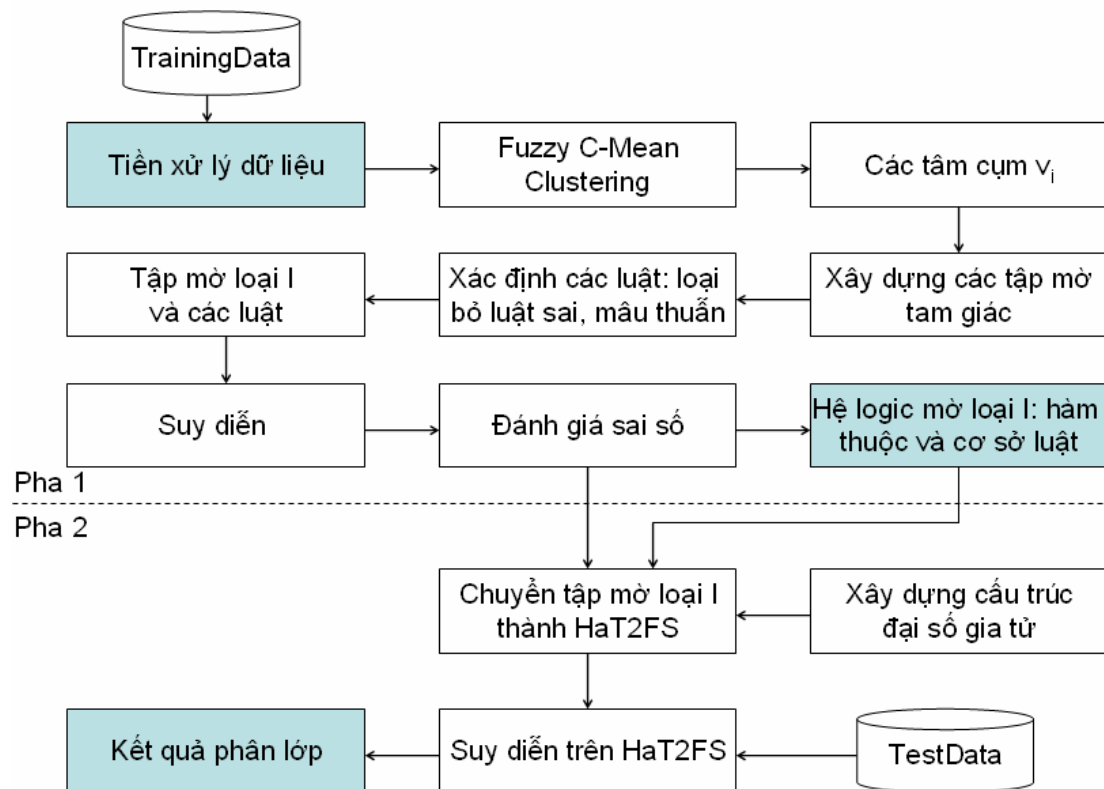 TrainingData
Tiền xử lý dữ liệu
Fuzzy C-Mean
Clustering
Các tâm cụm vi
Tập mờ loại I
và các luật
Xác định các luật: loại
bỏ luật sai, mâu thuẫn
Xây dựng các tập mờ
tam giác
Suy diễn
Đánh giá sai số
Hệ logic mờ loại I: hàm
thuộc và cơ sở luật
Pha 1
Pha 2
Chuyển tập mờ loại I
thành HaT2FS
Xây dựng cấu trúc
đại số gia tử
Kết quả phân lớp
Suy diễn trên HaT2FS
TestData